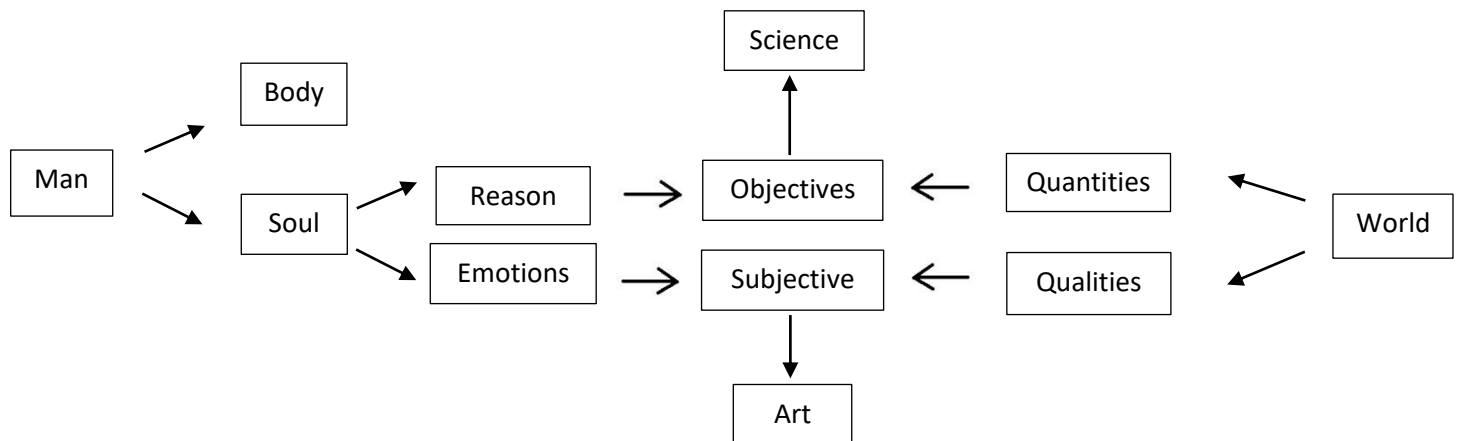 Science
Body
Man
Reason
Objectives
Quantities
Soul
World
Emotions
Subjective
Qualities
Art